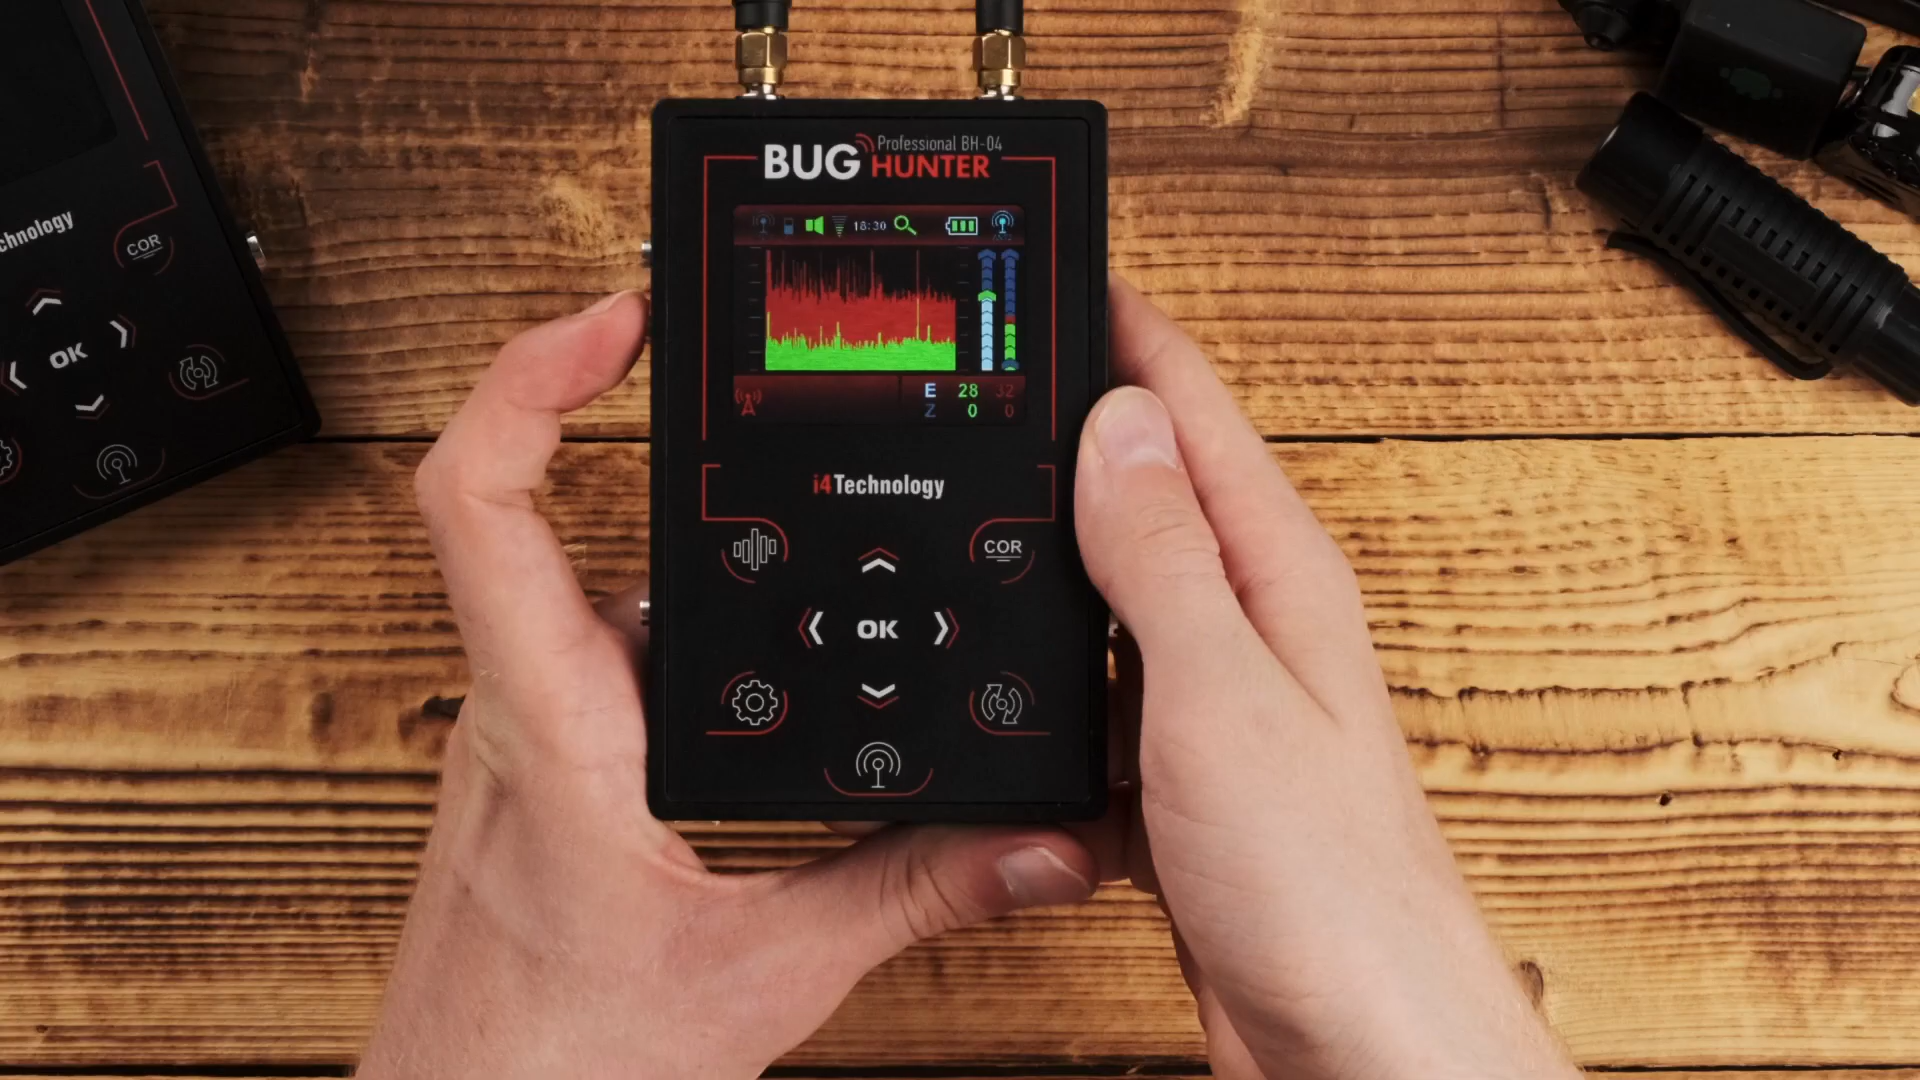 Professional BH-04
BUG HUNTER
18:30
E 28 32
Z 0 0
i4Technology
COR
OK
chnology
COR
OK